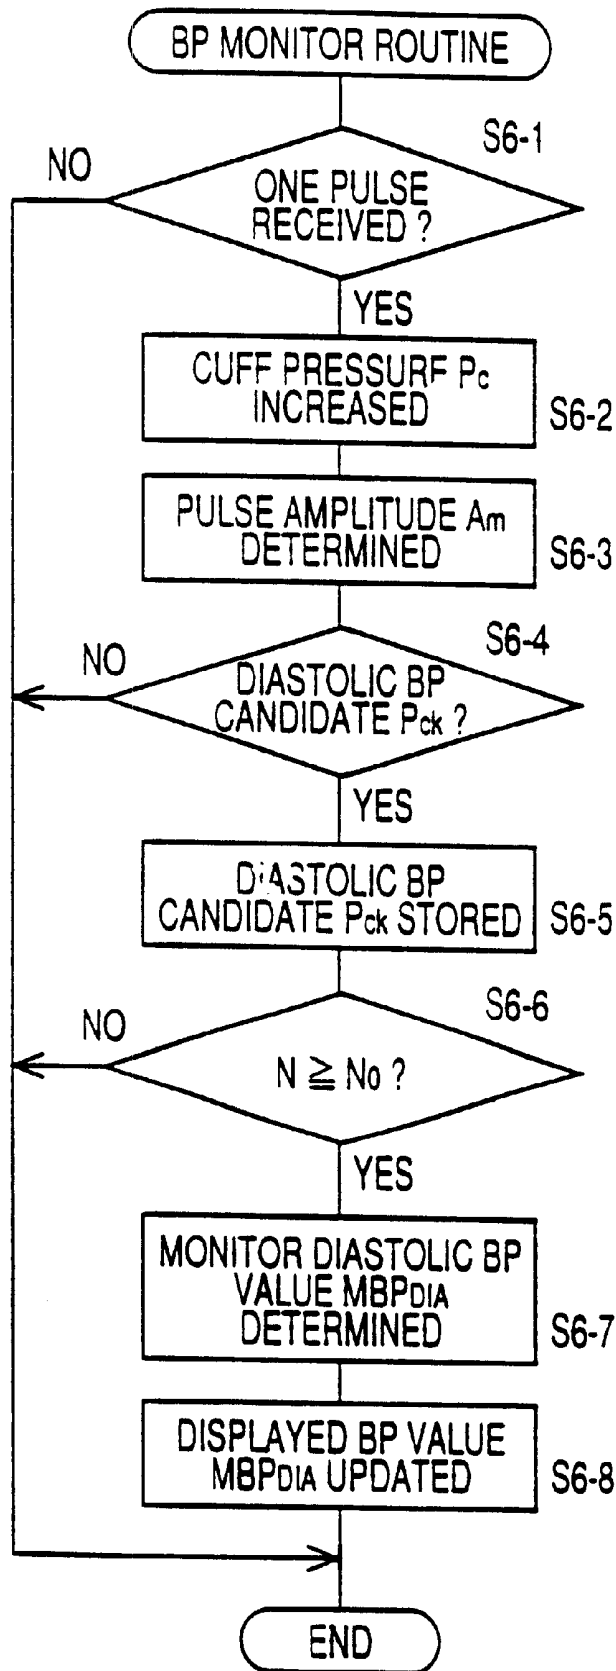 BP MONITOR ROUTINE
S6-1
NO
ONE PULSE
RECEIVED ?
YES
CUFF PRESSURE Pc
INCREASED
S6-2
PULSE AMPLITUDE Am
DETERMINED
S6-3
S6-4
NO
DIASTOLIC BP
CANDIDATE Pck ?
YES
DIASTOLIC BP
CANDIDATE Pck STORED
S6-5
S6-6
NO
N ≧ N0 ?
YES
MONITOR DIASTOLIC BP
VALUE MBPDIA
DETERMINED
S6-7
DISPLAYED BP VALUE
MBPDIA UPDATED
S6-8
END